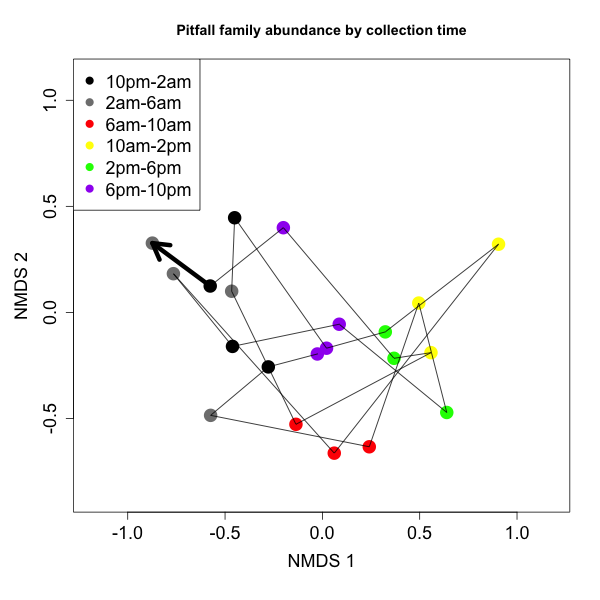 Pitfall family abundance by collection time
10pm-2am
2am-6am
6am-10am
10am-2pm
2pm-6pm
6pm-10pm
1.0
0.5
0.0
-0.5
NMDS 2
-1.0 -0.5 0.0 0.5 1.0
NMDS 1